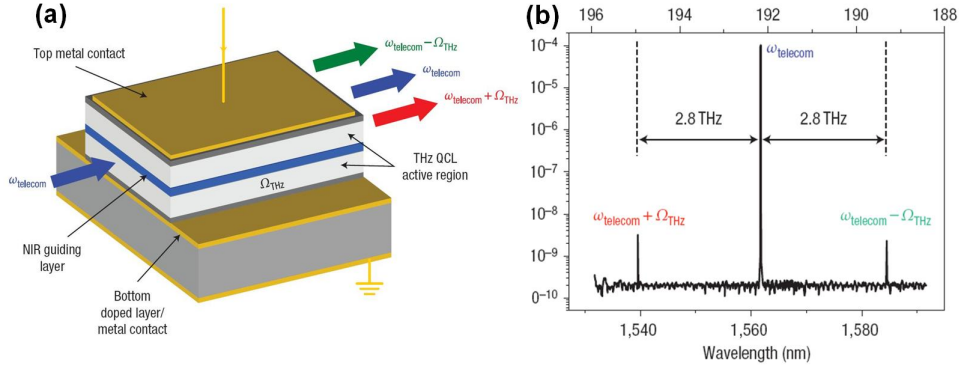 (a)
Top metal contact
ω_telecom − Ω_THz
ω_telecom
ω_telecom + Ω_THz
THz QCL
active region
ω_telecom
Ω_THz
NIR guiding
layer
Bottom
doped layer/
metal contact
(b)
196 194 192 190 188
10⁻⁴
10⁻⁵
10⁻⁶
10⁻⁷
10⁻⁸
10⁻⁹
10⁻¹⁰
ω_telecom
2.8 THz 2.8 THz
ω_telecom + Ω_THz
ω_telecom − Ω_THz
1,540 1,560 1,580
Wavelength (nm)